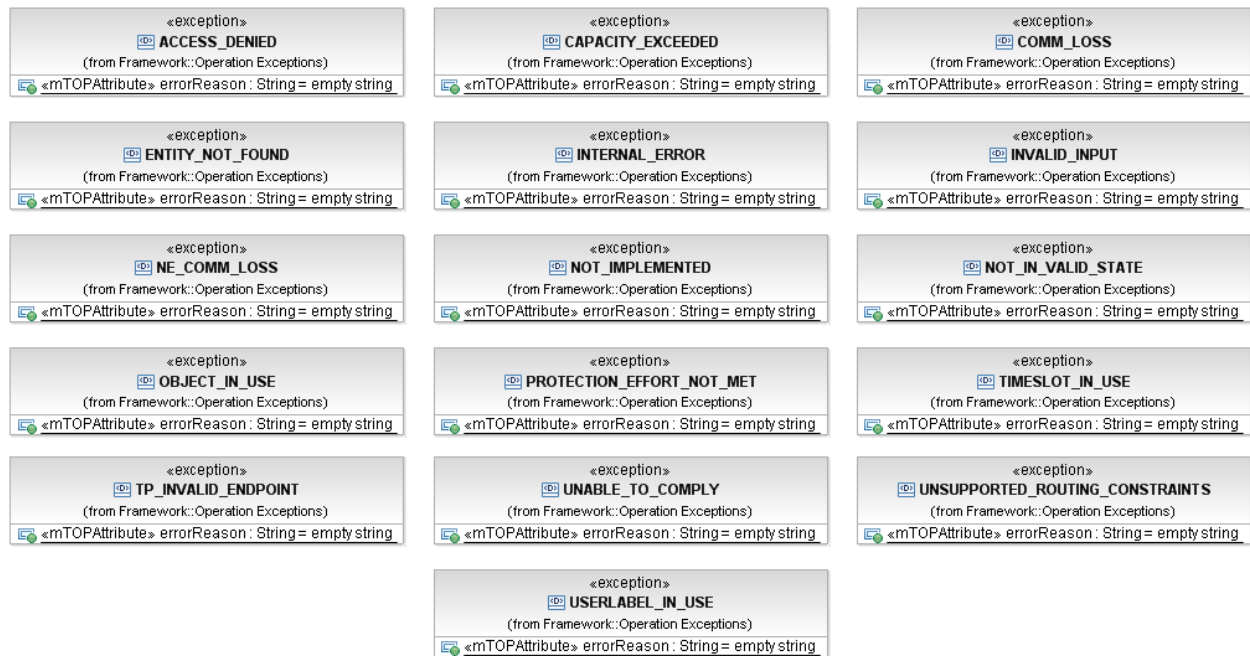 «exception»
ACCESS_DENIED
(from Framework::Operation Exceptions)
«mTOPAttribute» errorReason : String = empty string
«exception»
CAPACITY_EXCEEDED
(from Framework::Operation Exceptions)
«mTOPAttribute» errorReason : String = empty string
«exception»
COMM_LOSS
(from Framework::Operation Exceptions)
«mTOPAttribute» errorReason : String = empty string
«exception»
ENTITY_NOT_FOUND
(from Framework::Operation Exceptions)
«mTOPAttribute» errorReason : String = empty string
«exception»
INTERNAL_ERROR
(from Framework::Operation Exceptions)
«mTOPAttribute» errorReason : String = empty string
«exception»
INVALID_INPUT
(from Framework::Operation Exceptions)
«mTOPAttribute» errorReason : String = empty string
«exception»
NE_COMM_LOSS
(from Framework::Operation Exceptions)
«mTOPAttribute» errorReason : String = empty string
«exception»
NOT_IMPLEMENTED
(from Framework::Operation Exceptions)
«mTOPAttribute» errorReason : String = empty string
«exception»
NOT_IN_VALID_STATE
(from Framework::Operation Exceptions)
«mTOPAttribute» errorReason : String = empty string
«exception»
OBJECT_IN_USE
(from Framework::Operation Exceptions)
«mTOPAttribute» errorReason : String = empty string
«exception»
PROTECTION_EFFORT_NOT_MET
(from Framework::Operation Exceptions)
«mTOPAttribute» errorReason : String = empty string
«exception»
TIMESLOT_IN_USE
(from Framework::Operation Exceptions)
«mTOPAttribute» errorReason : String = empty string
«exception»
TP_INVALID_ENDPOINT
(from Framework::Operation Exceptions)
«mTOPAttribute» errorReason : String = empty string
«exception»
UNABLE_TO_COMPLY
(from Framework::Operation Exceptions)
«mTOPAttribute» errorReason : String = empty string
«exception»
UNSUPPORTED_ROUTING_CONSTRAINTS
(from Framework::Operation Exceptions)
«mTOPAttribute» errorReason : String = empty string
«exception»
USERLABEL_IN_USE
(from Framework::Operation Exceptions)
«mTOPAttribute» errorReason : String = empty string